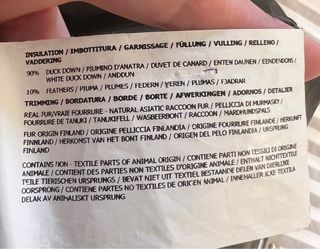 INSULATION / IMBOTTITURA / GARNISSAGE / FÜLLUNG / VULLING / RELLENO /
VADDERING
90% DUCK DOWN / PIUMINO D'ANATRA / DUVET DE CANARD / ENTEN DAUNEN / EENDENDONS /
WHITE DUCK DOWN / ANDDUN
10% FEATHERS / PIUMA / PLUMES / FEDERN / VEREN / PLUMAS / FJADRAR
TRIMMING / BORDATURA / BORDE / BORTE / AFWERKINGEN / ADORNOS / DETALJER
REAL FUR/VRAIE FOURRURE - NATURAL ASIATIC RACCOON FUR / PELLICCIA DI MURMASKY /
FOURRURE DE TANUKI / TANUKIFELL / WASBEERBONT / RACCOON / MARDHUNDSPALS
FUR ORIGIN FINLAND / ORIGINE PELLICCIA FINLANDIA / ORIGINE FOURRURE FINLANDE / HERKUNFT
FINNLAND / HERKOMST VAN HET BONT FINLAND / ORIGEN DEL PELO FINLANDIA / URSPRUNG
FINLAND
CONTAINS NON - TEXTILE PARTS OF ANIMAL ORIGIN / CONTIENE PARTI NON TESSILI DI ORIGINE
ANIMALE / CONTIENT DES PARTIES NON TEXTILES D'ORIGINE ANIMALE / ENTHALT NICHTTEXTILE
TEILE TIERISCHEN URSPRUNGS / BEVAT NIET UIT TEXTIEL BESTAANDE DELEN VAN DIERLIJKE
OORSPRONG / CONTIENE PARTES NO TEXTILES DE ORIGEN ANIMAL / INNEHALLER ICKE-TEXTILA
DELAR AV ANIMALISKT URSPRUNG